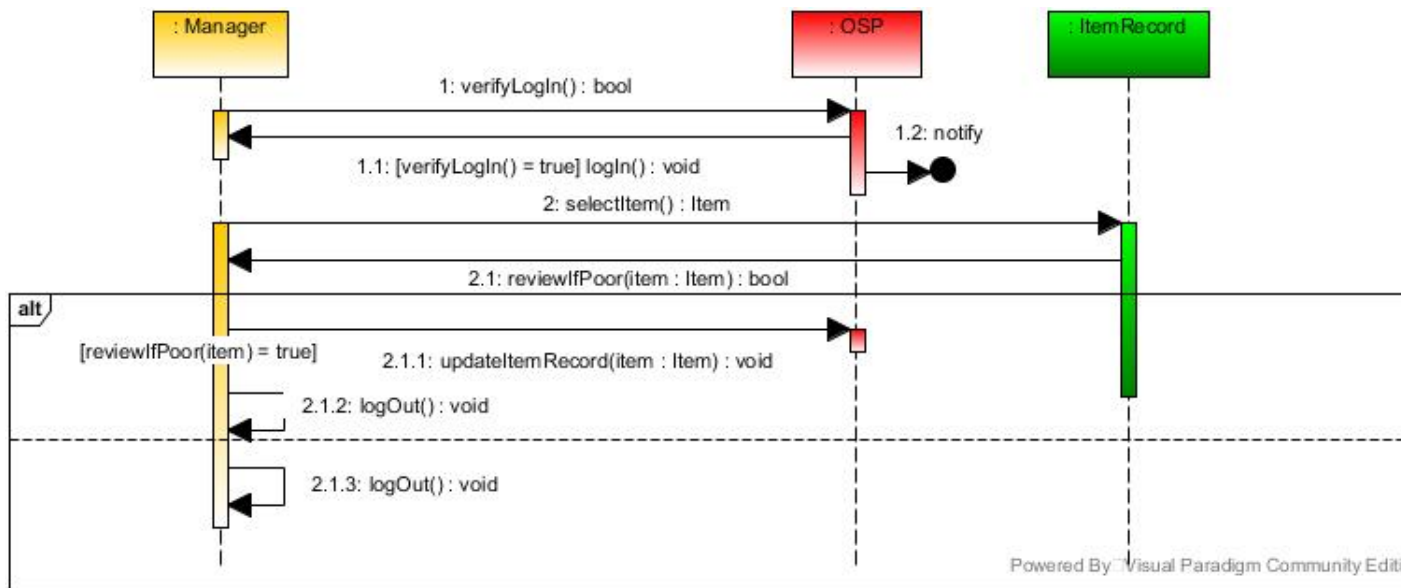 : Manager
: OSP
: ItemRecord
1: verifyLogIn() : bool
1.2: notify
1.1: [verifyLogIn() = true] logIn() : void
2: selectItem() : Item
2.1: reviewIfPoor(item : Item) : bool
alt
[reviewIfPoor(item) = true]
2.1.1: updateItemRecord(item : Item) : void
2.1.2: logOut() : void
2.1.3: logOut() : void
Powered By Visual Paradigm Community Editi